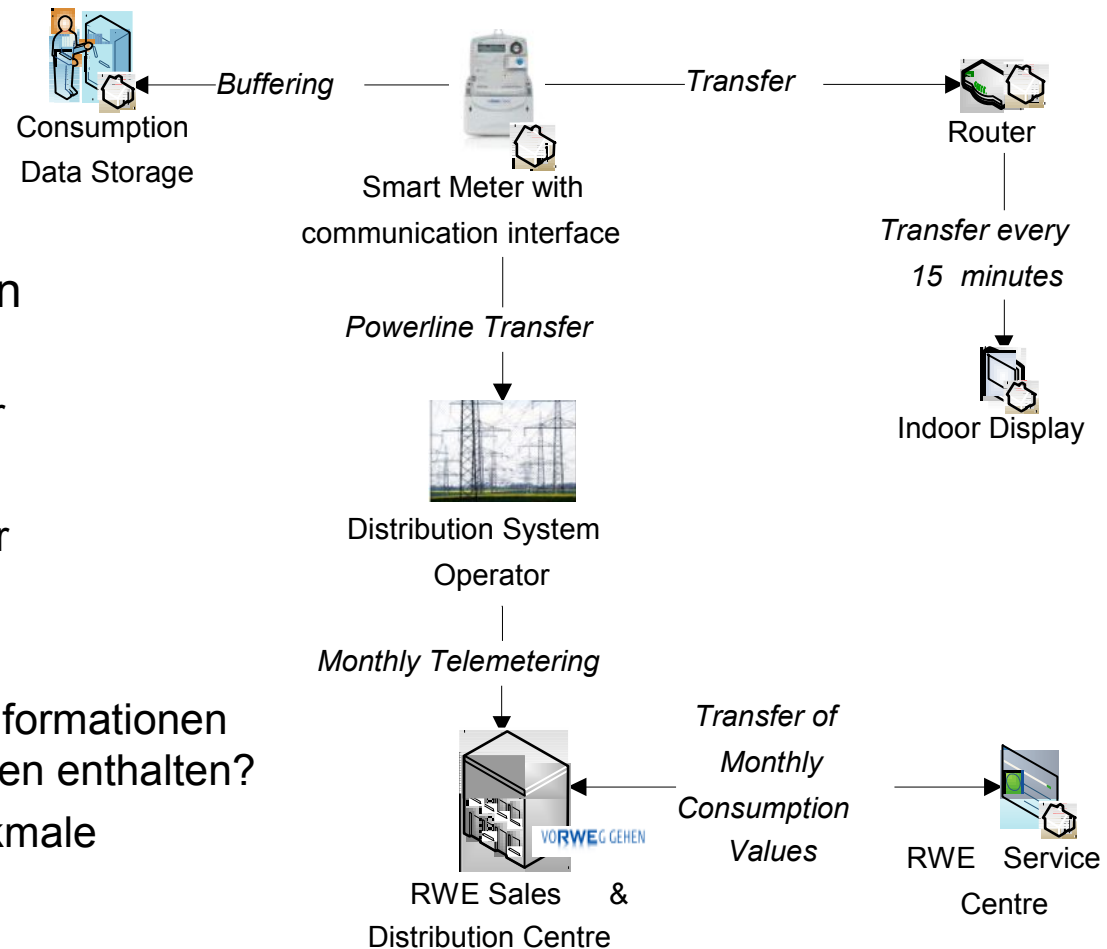 Buffering
Transfer
Consumption
Data Storage
Router
Smart Meter with
communication interface
Transfer every
15 minutes
Powerline Transfer
Indoor Display
Distribution System
Operator
Monthly Telemetering
Transfer of
Monthly
Consumption
Values
VORWEG GEHEN
RWE Sales &
Distribution Centre
RWE Service
Centre
n
r
r
formationen
en enthalten?
kmale